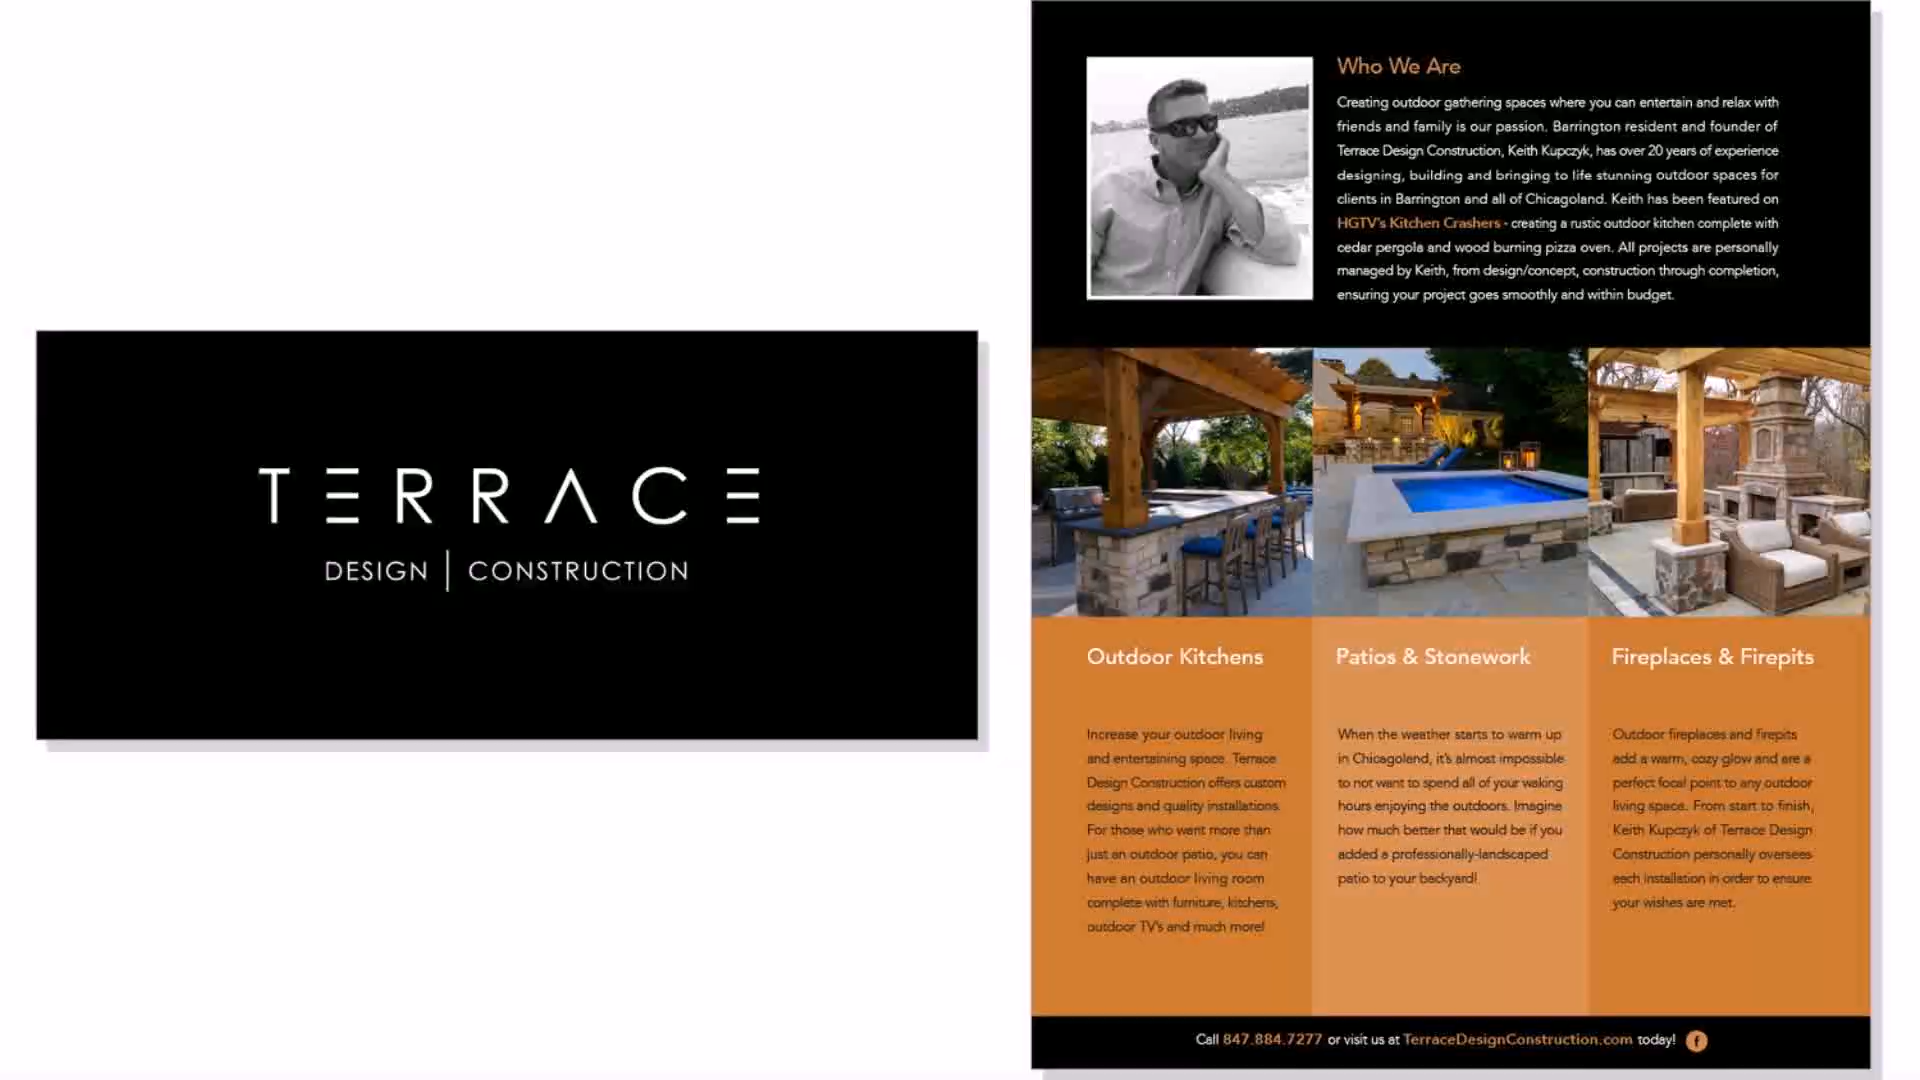 TERRACE
DESIGN | CONSTRUCTION
Who We Are
Creating outdoor gathering spaces where you can entertain and relax with
friends and family is our passion. Barrington resident and founder of
Terrace Design Construction, Keith Kupczyk, has over 20 years of experience
designing, building and bringing to life stunning outdoor spaces for
clients in Barrington and all of Chicagoland. Keith has been featured on
HGTV's Kitchen Crashers - creating a rustic outdoor kitchen complete with
cedar pergola and wood burning pizza oven. All projects are personally
managed by Keith, from design/concept, construction through completion,
ensuring your project goes smoothly and within budget.
Outdoor Kitchens
Increase your outdoor living
and entertaining space. Terrace
Design Construction offers custom
designs and quality installations.
For those who want more than
just an outdoor patio, you can
have an outdoor living room
complete with furniture, kitchens,
outdoor TV's and much more!
Patios & Stonework
When the weather starts to warm up
in Chicagoland, it's almost impossible
to not want to spend all of your waking
hours enjoying the outdoors. Imagine
how much better that would be if you
added a professionally-landscaped
patio to your backyard!
Fireplaces & Firepits
Outdoor fireplaces and firepits
add a warm, cozy glow and are a
perfect focal point to any outdoor
living space. From start to finish,
Keith Kupczyk of Terrace Design
Construction personally oversees
each installation in order to ensure
your wishes are met.
Call 847.884.7277 or visit us at TerraceDesignConstruction.com today! f